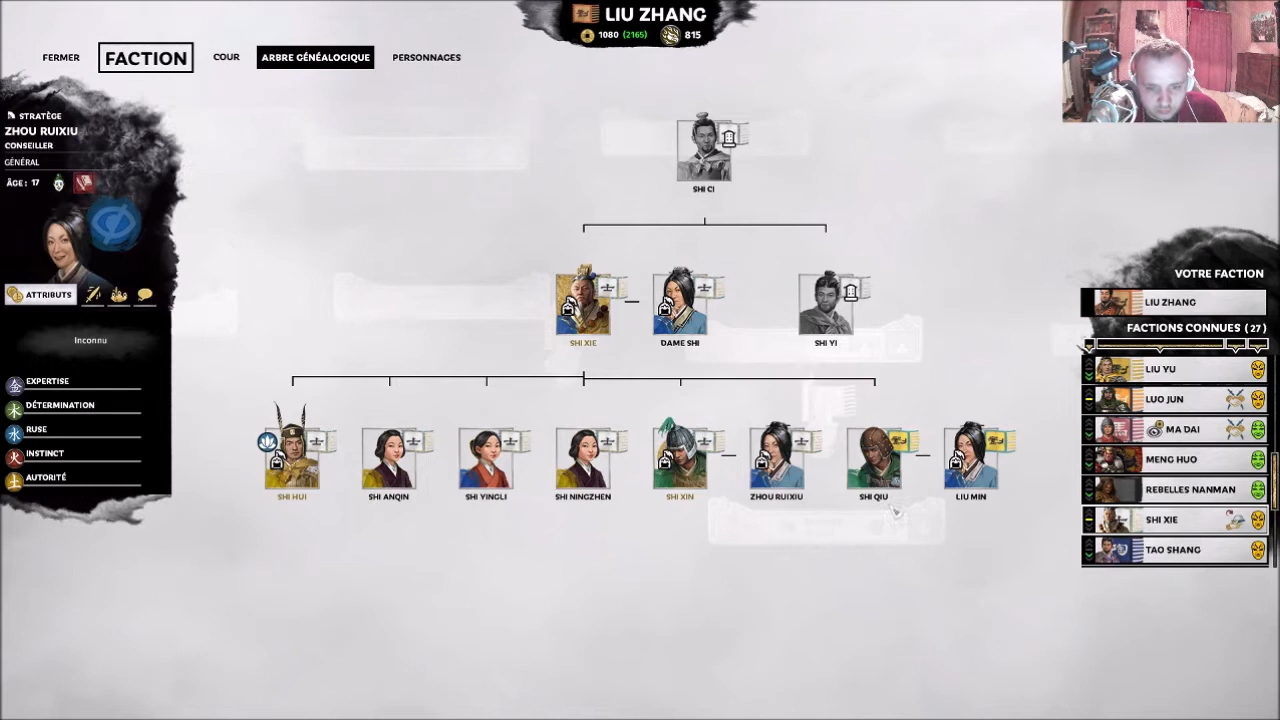 LIU ZHANG
1080 (2165) 815
FERMER FACTION COUR ARBRE GÉNÉALOGIQUE PERSONNAGES
STRATÈGE
ZHOU RUIXIU
CONSEILLER
GÉNÉRAL
ÂGE : 17
ATTRIBUTS
Inconnu
EXPERTISE
DÉTERMINATION
RUSE
INSTINCT
AUTORITÉ
SHI CI
SHI XIE DAME SHI SHI YI
SHI HUI SHI ANQIN SHI YINGLI SHI NINGZHEN SHI XIN ZHOU RUIXIU SHI QIU LIU MIN
VOTRE FACTION
LIU ZHANG
FACTIONS CONNUES (27)
LIU YU
LUO JUN
MA DAI
MENG HUO
REBELLES NANMAN
SHI XIE
TAO SHANG